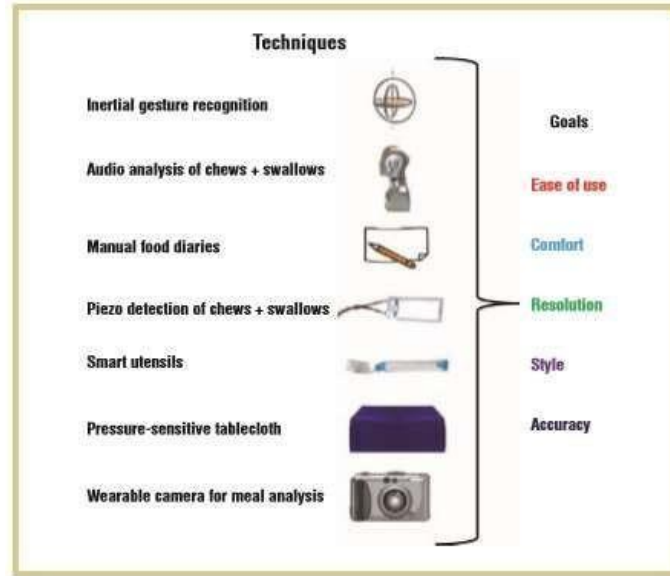 Techniques
Inertial gesture recognition
Audio analysis of chews + swallows
Manual food diaries
Piezo detection of chews + swallows
Smart utensils
Pressure-sensitive tablecloth
Wearable camera for meal analysis
Goals
Ease of use
Comfort
Resolution
Style
Accuracy